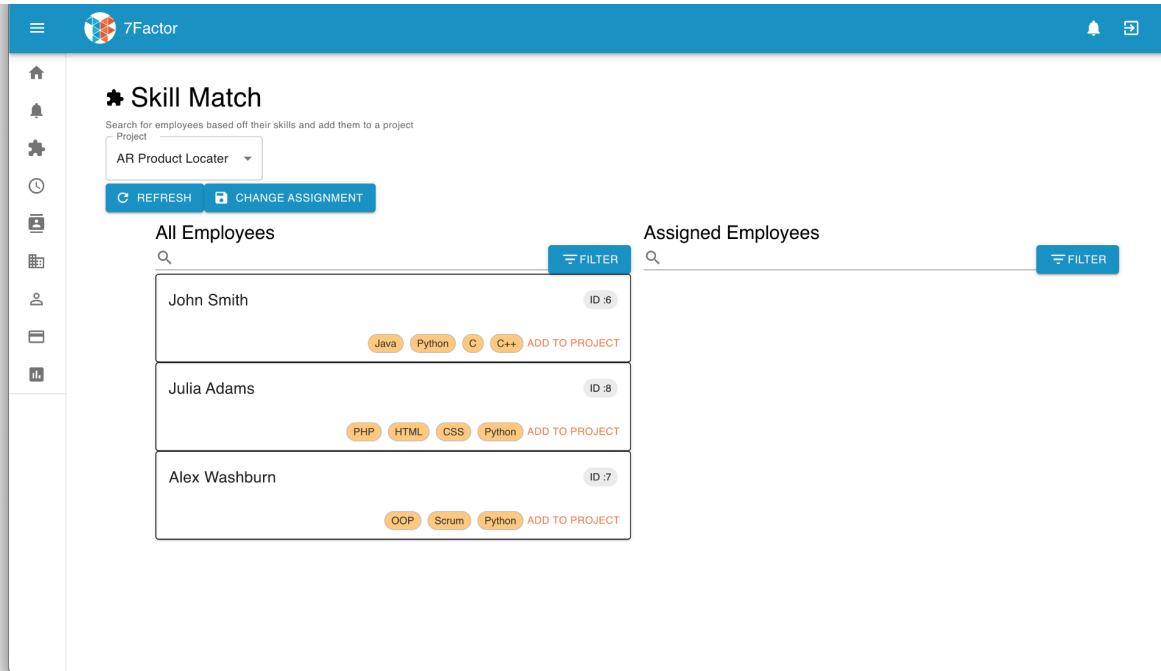 7Factor
Skill Match
Search for employees based off their skills and add them to a project
Project
AR Product Locater
REFRESH
CHANGE ASSIGNMENT
All Employees
FILTER
John Smith
ID :6
Java Python C C++ ADD TO PROJECT
Julia Adams
ID :8
PHP HTML CSS Python ADD TO PROJECT
Alex Washburn
ID :7
OOP Scrum Python ADD TO PROJECT
Assigned Employees
FILTER